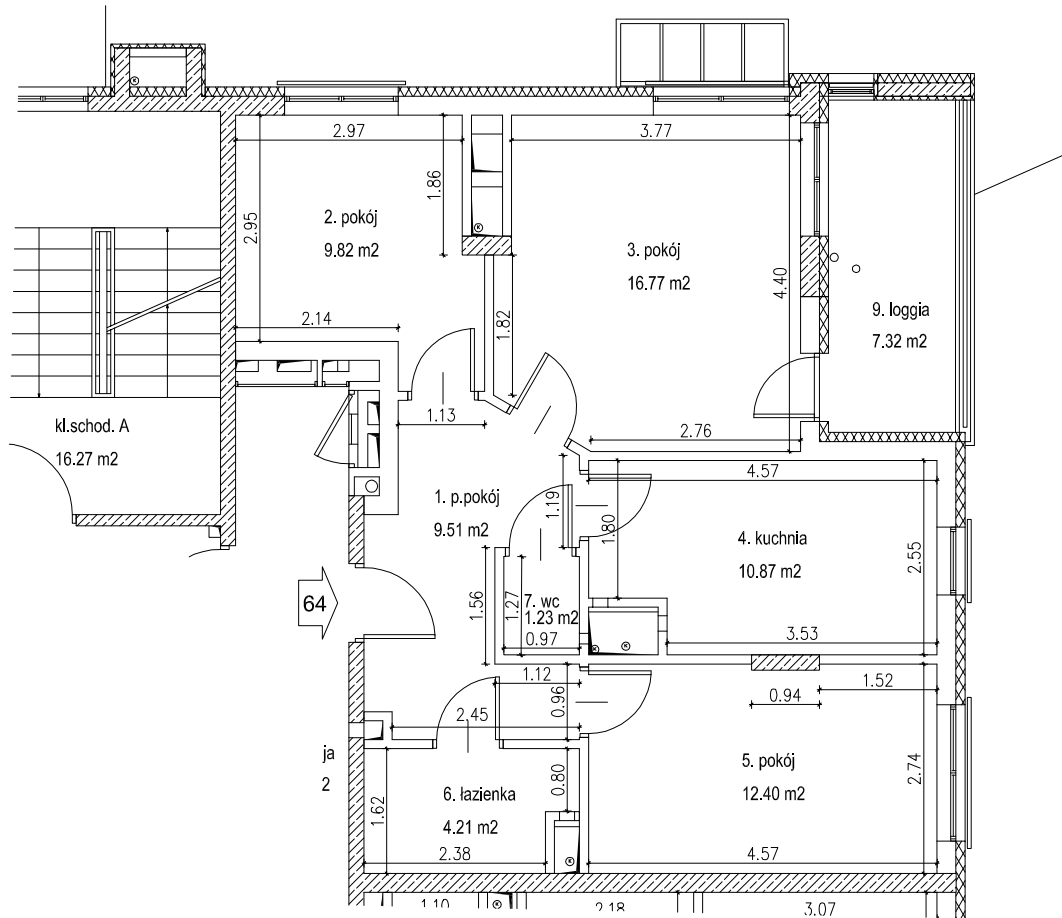 2.97
3.77
1.86
2.95
2. pokój
9.82 m2
3. pokój
16.77 m2
4.40
9. loggia
7.32 m2
2.14
1.82
kl.schod. A
16.27 m2
1.13
2.76
4.57
1. p.pokój
9.51 m2
1.19
1.80
4. kuchnia
10.87 m2
2.55
64
1.56
1.27
7. wc
1.23 m2
0.97
3.53
1.12
0.96
0.94
1.52
2.45
ja
2
1.62
6. łazienka
4.21 m2
0.80
5. pokój
12.40 m2
2.74
2.38
4.57
1.10
2.18
3.07